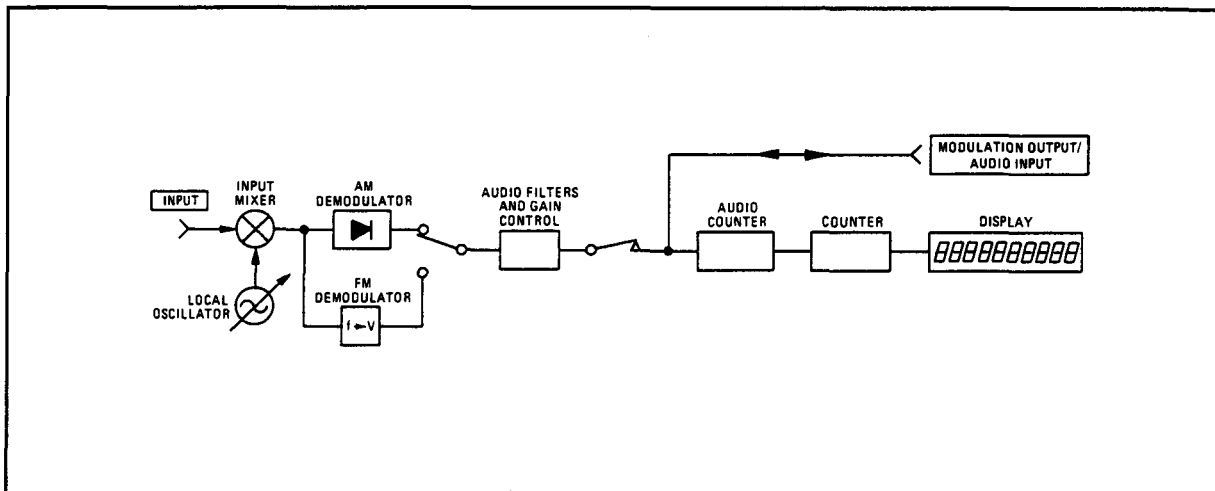 MODULATION OUTPUT/
AUDIO INPUT
INPUT
INPUT
MIXER
AM
DEMODULATOR
AUDIO FILTERS
AND GAIN
CONTROL
AUDIO
COUNTER
COUNTER
DISPLAY
8888888888
LOCAL
OSCILLATOR
FM
DEMODULATOR
f→V